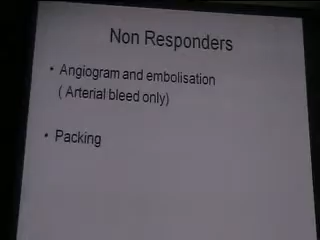 Non Responders
• Angiogram and embolisation
( Arterial bleed only)
• Packing